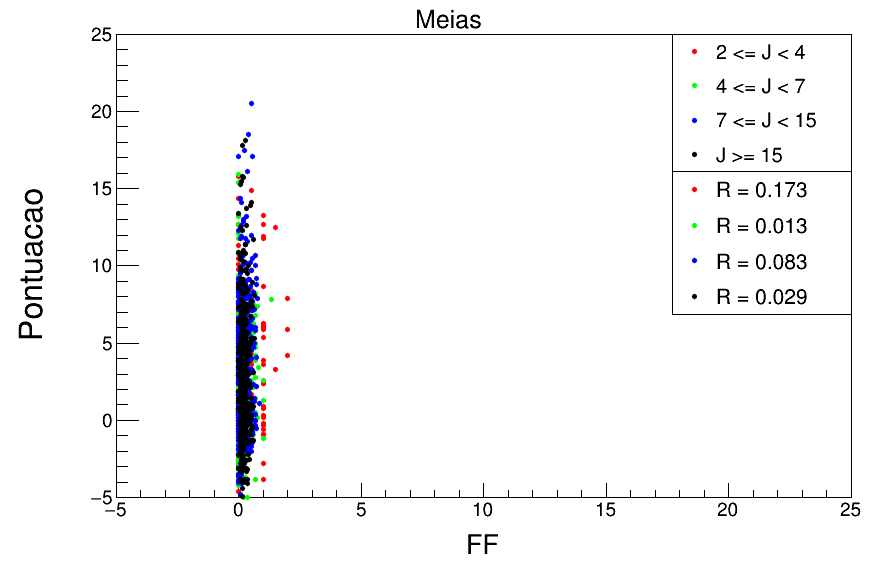 Meias
25
20
15
10
5
0
−5
Pontuacao
−5 0 5 10 15 20 25
FF
2 <= J < 4
4 <= J < 7
7 <= J < 15
J >= 15
R = 0.173
R = 0.013
R = 0.083
R = 0.029